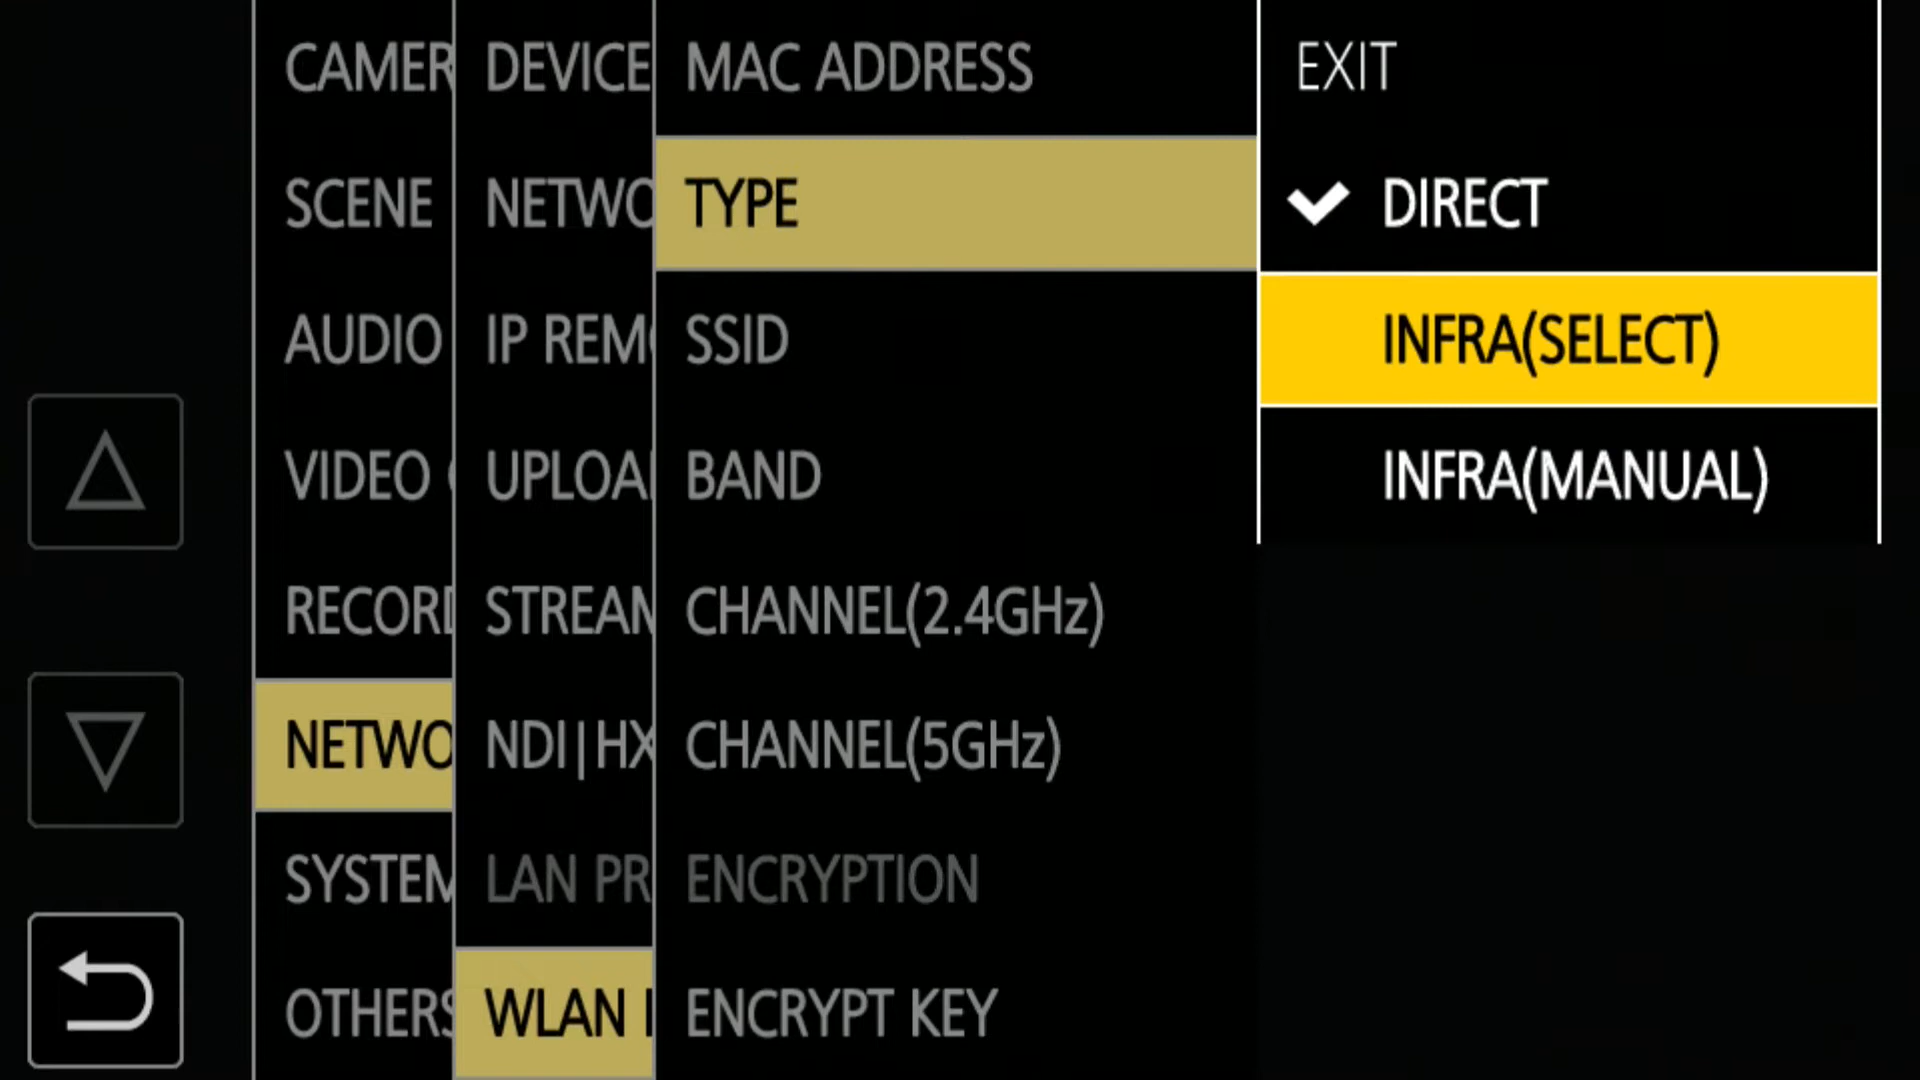 CAMER
SCENE
AUDIO
VIDEO
RECORD
NETWO
SYSTEM
OTHERS
DEVICE
NETWO
IP REM
UPLOA
STREAM
NDI|HX
LAN PR
WLAN
MAC ADDRESS
TYPE
SSID
BAND
CHANNEL(2.4GHz)
CHANNEL(5GHz)
ENCRYPTION
ENCRYPT KEY
EXIT
DIRECT
INFRA(SELECT)
INFRA(MANUAL)